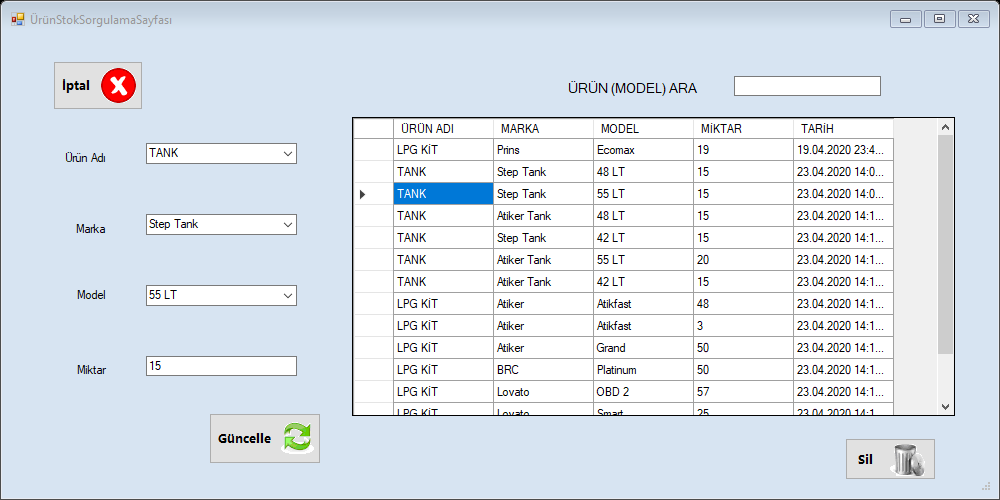 ÜrünStokSorgulamaSayfası
İptal
ÜRÜN (MODEL) ARA
Ürün Adı TANK
Marka Step Tank
Model 55 LT
Miktar 15
Güncelle
ÜRÜN ADI MARKA MODEL MİKTAR TARİH
LPG KİT Prins Ecomax 19 19.04.2020 23:4...
TANK Step Tank 48 LT 15 23.04.2020 14:0...
TANK Step Tank 55 LT 15 23.04.2020 14:0...
TANK Atiker Tank 48 LT 15 23.04.2020 14:1...
TANK Step Tank 42 LT 15 23.04.2020 14:1...
TANK Atiker Tank 55 LT 20 23.04.2020 14:1...
TANK Atiker Tank 42 LT 15 23.04.2020 14:1...
LPG KİT Atiker Atikfast 48 23.04.2020 14:1...
LPG KİT Atiker Atikfast 3 23.04.2020 14:1...
LPG KİT Atiker Grand 50 23.04.2020 14:1...
LPG KİT BRC Platinum 50 23.04.2020 14:1...
LPG KİT Lovato OBD 2 57 23.04.2020 14:1...
LPG KİT Lovato Smart 25 23.04.2020 14:1...
Sil